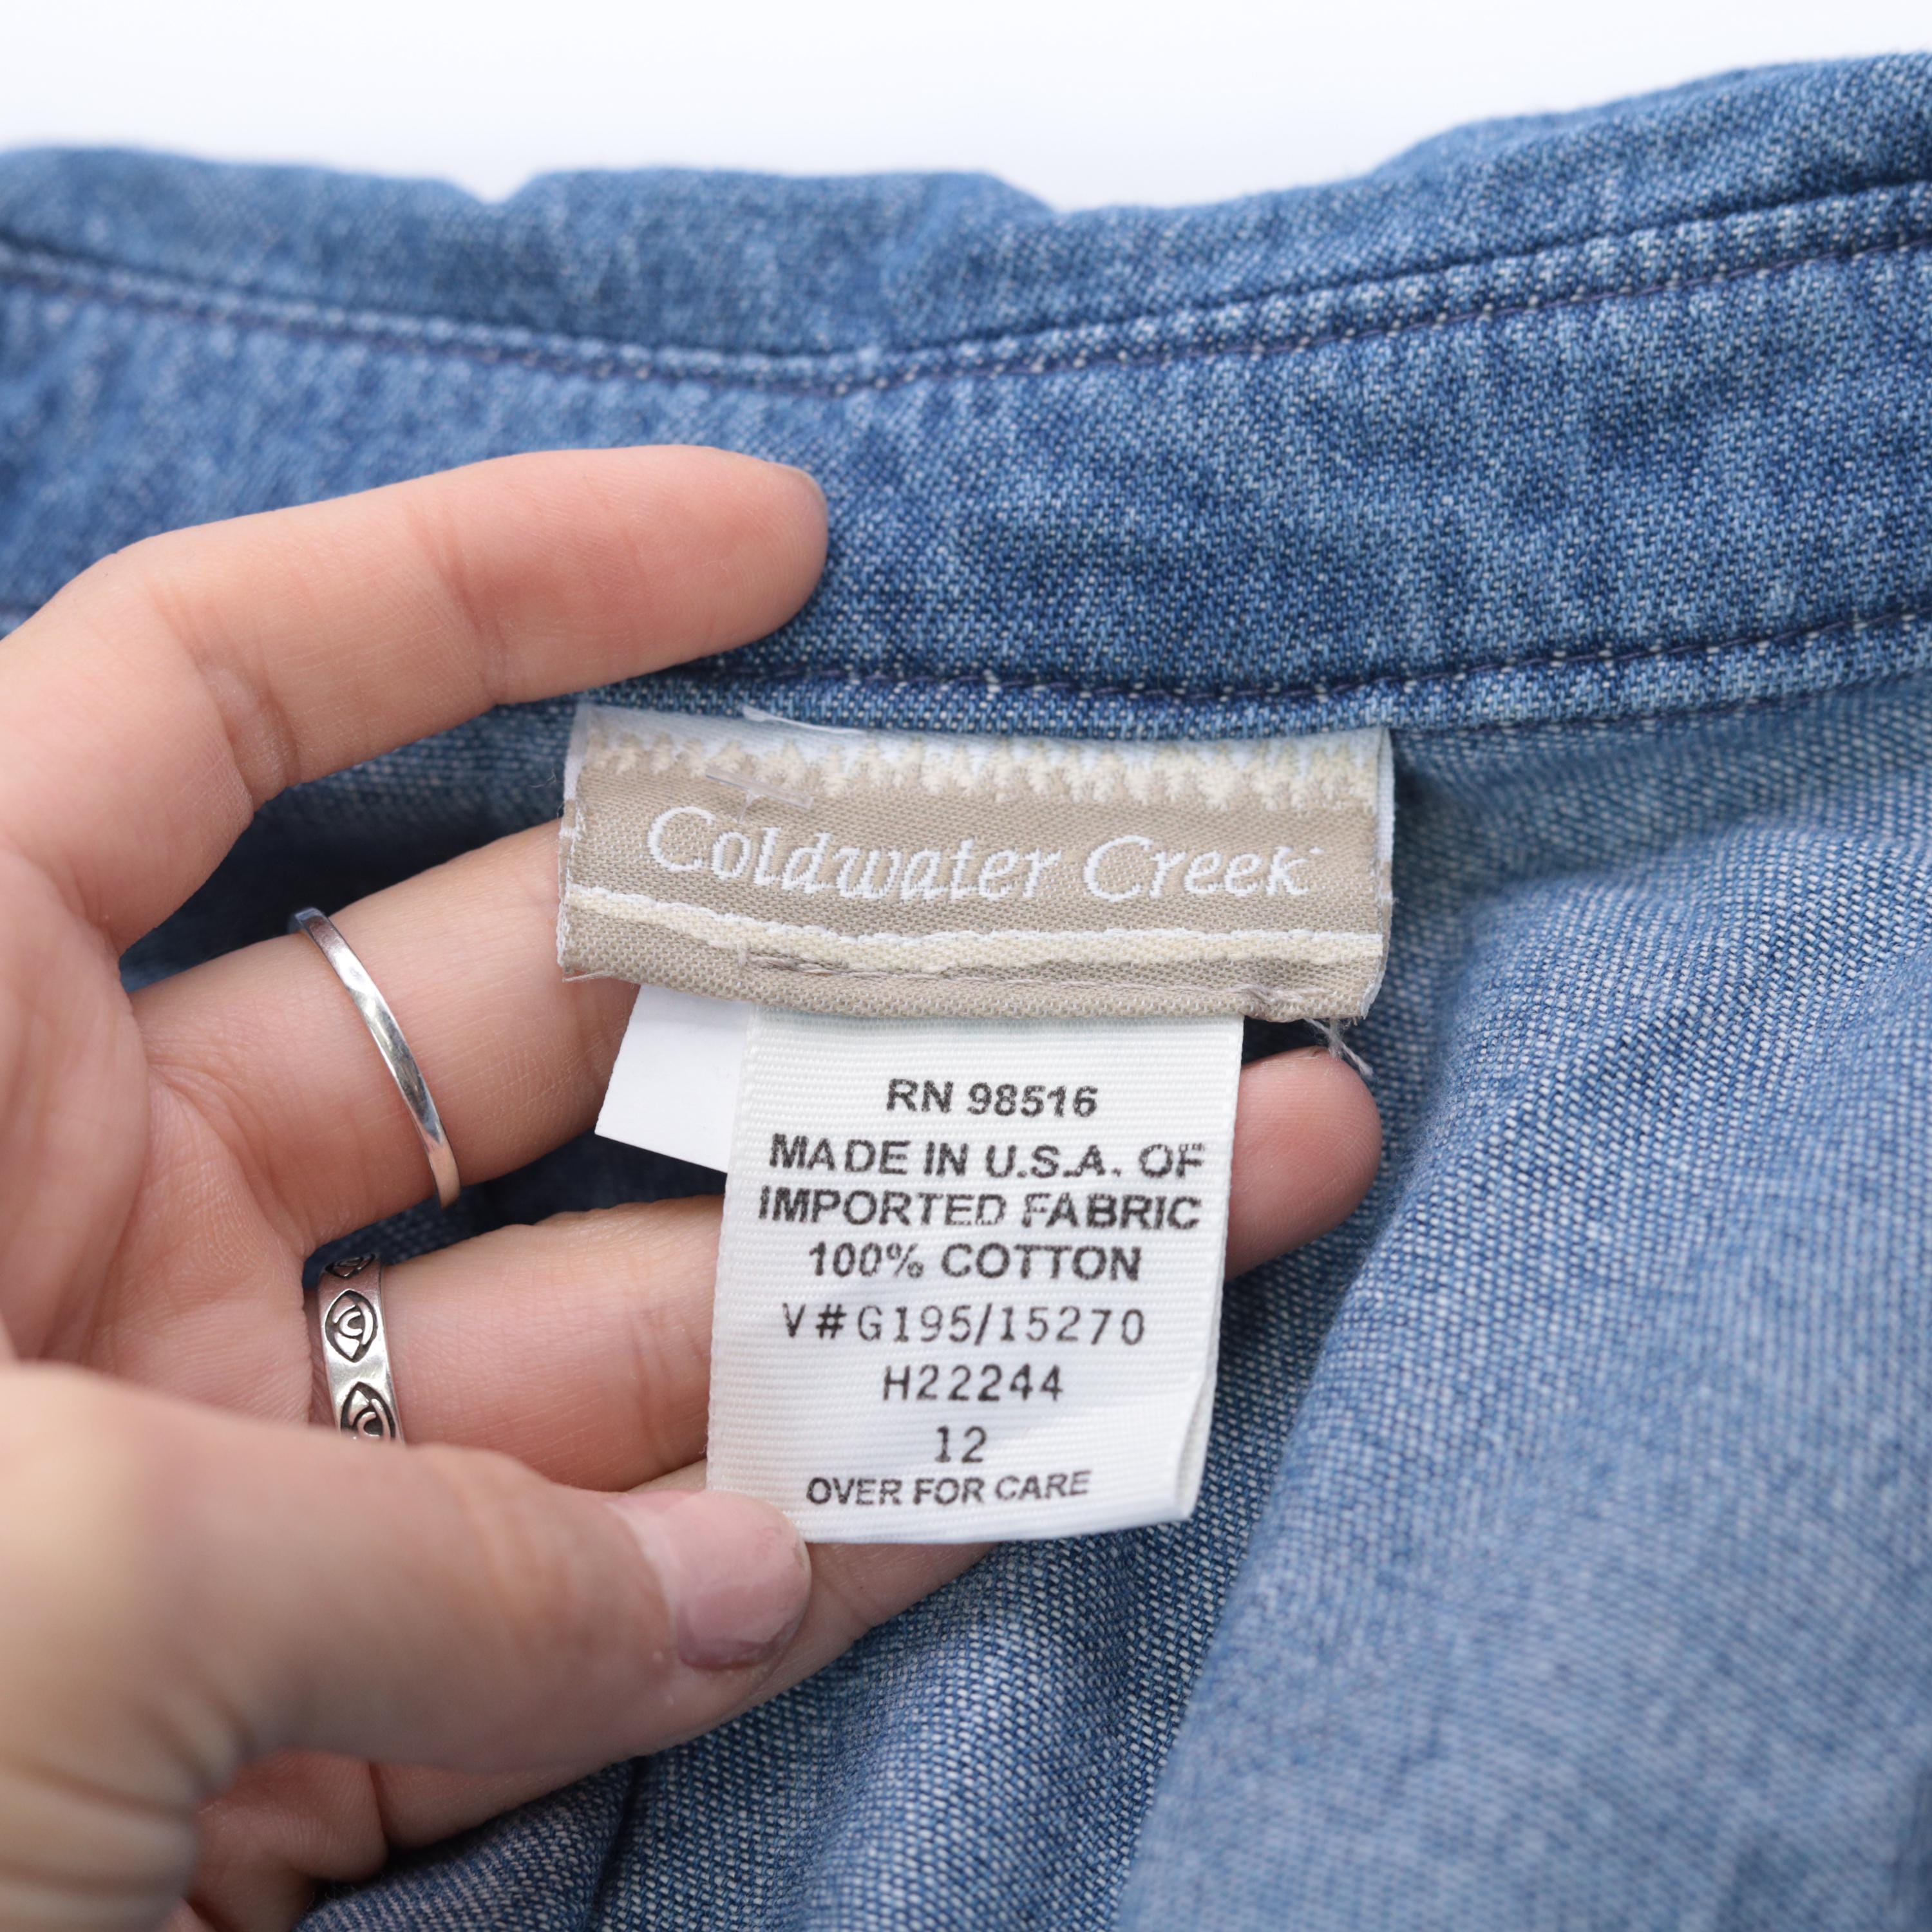 Coldwater Creek
RN 98516
MADE IN U.S.A. OF
IMPORTED FABRIC
100% COTTON
V#G195/15270
H22244
12
OVER FOR CARE